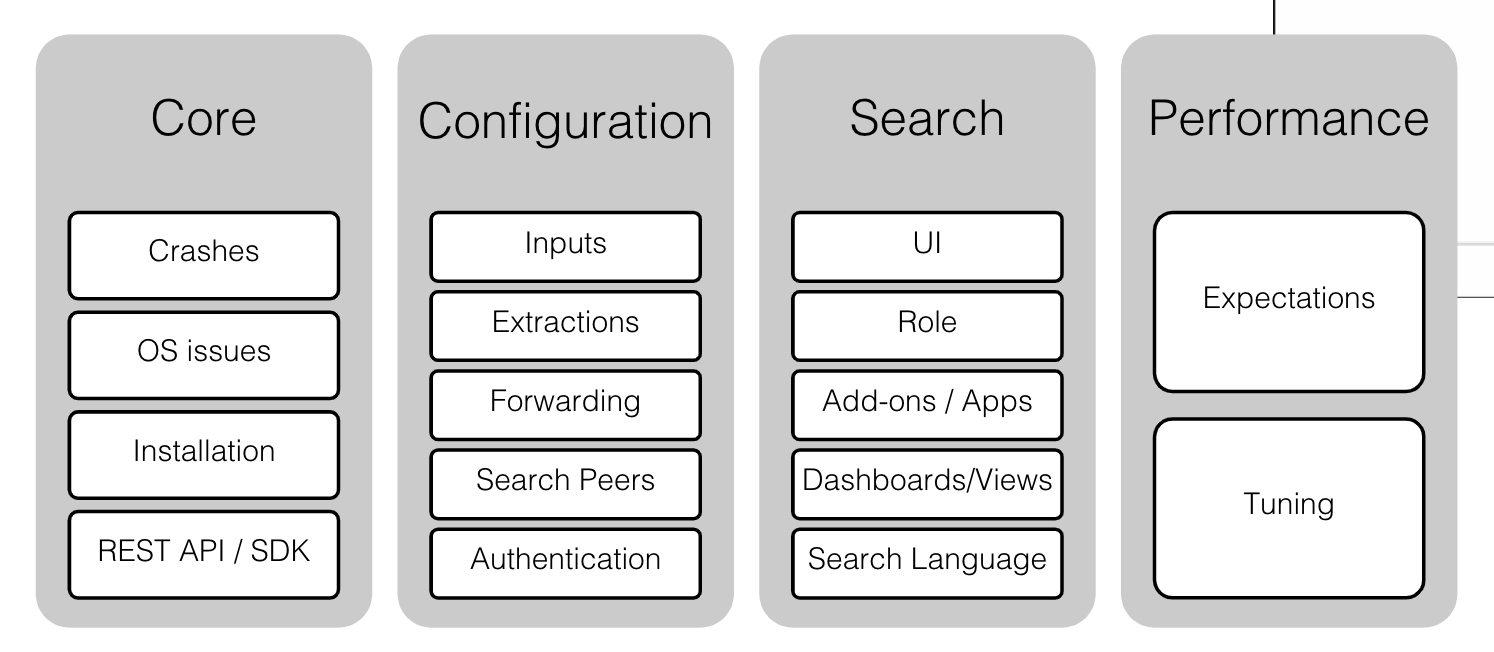 Core
Crashes
OS issues
Installation
REST API / SDK
Configuration
Inputs
Extractions
Forwarding
Search Peers
Authentication
Search
UI
Role
Add-ons / Apps
Dashboards/Views
Search Language
Performance
Expectations
Tuning